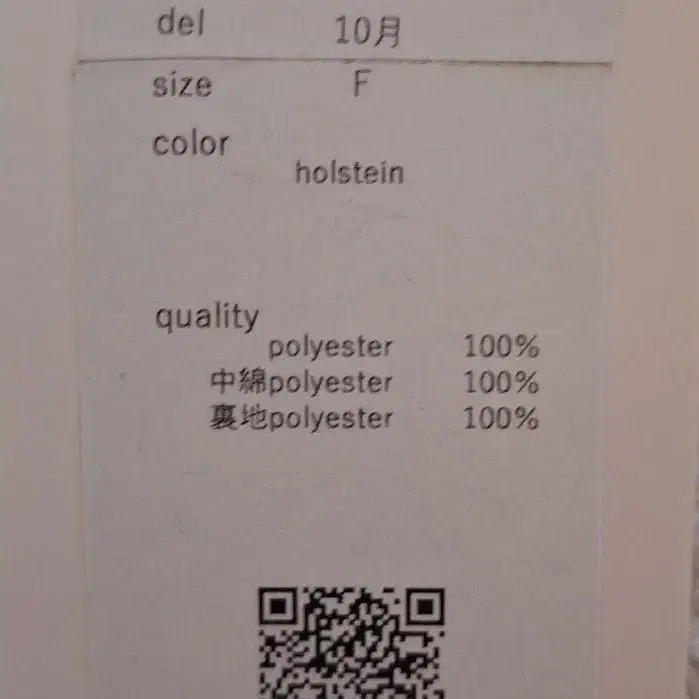 del 10月
size F
color
holstein
quality
polyester 100%
中綿polyester 100%
裏地polyester 100%